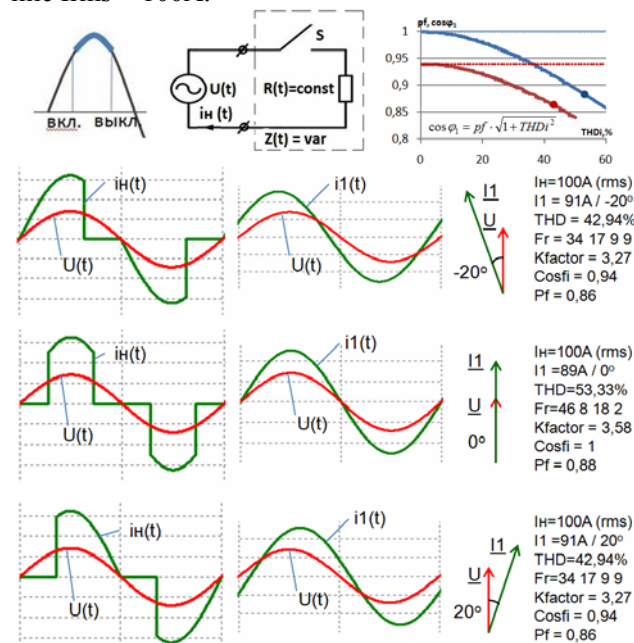 вкл.
выкл
U(t)
iн (t)
S
R(t)=const
Z(t) = var
pf, cosφ₁
1
0,95
0,9
0,85
0,8
cosφ₁ = pf · √1+THDi²
THDi,%
0
20
40
60
iн(t)
U(t)
i1(t)
U(t)
I1
U
-20°
Iн=100A (rms)
I1 = 91A / -20°
THD = 42,94%
Fr = 34 17 9 9
Kfactor = 3,27
Cosfi = 0,94
Pf = 0,86
iн(t)
U(t)
i1(t)
U(t)
I1
U
0°
Iн=100A (rms)
I1 =89A / 0°
THD=53,33%
Fr=46 8 18 2
Kfactor = 3,58
Cosfi = 1
Pf = 0,88
iн(t)
U(t)
i1(t)
U(t)
I1
U
20°
Iн=100A (rms)
I1 =91A / 20°
THD=42,94%
Fr=34 17 9 9
Kfactor = 3,27
Cosfi = 0,94
Pf = 0,86